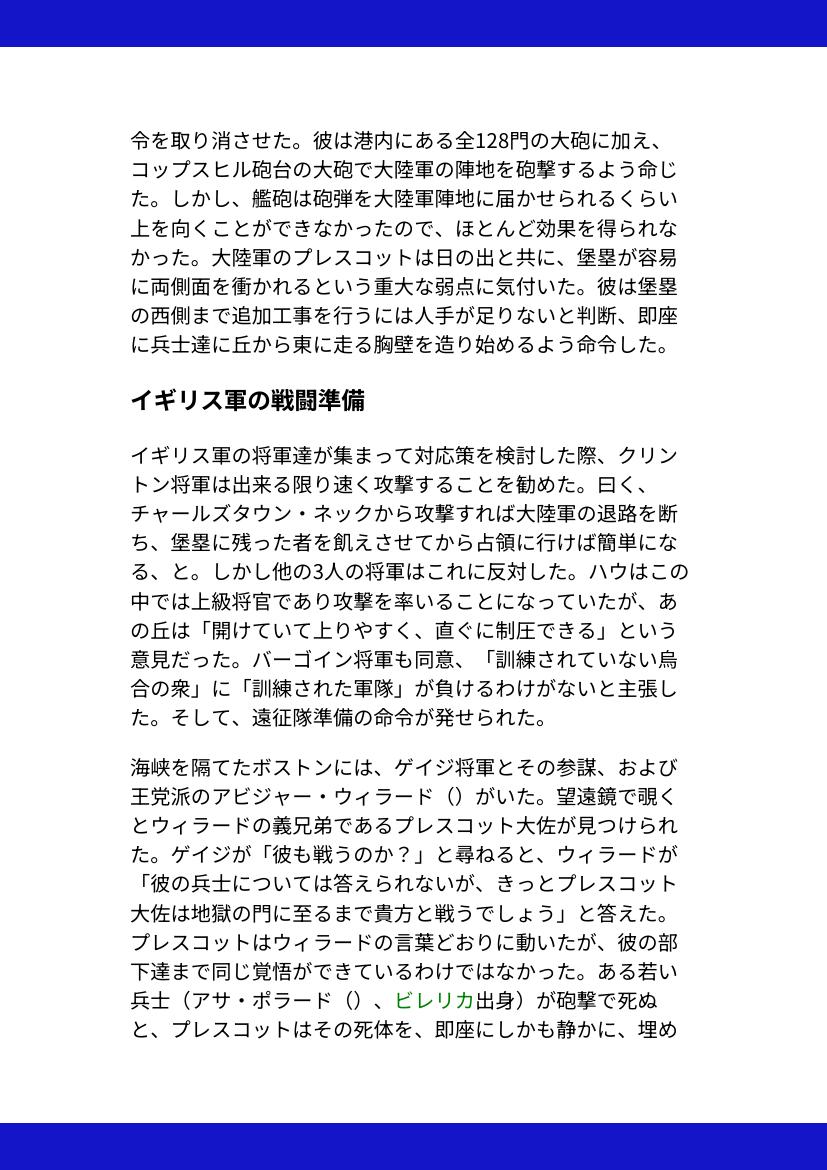 令を取り消させた。彼は港内にある全128門の大砲に加え、
コップスヒル砲台の大砲で大陸軍の陣地を砲撃するよう命じ
た。しかし、艦砲は砲弾を大陸軍陣地に届かせられるくらい
上を向くことができなかったので、ほとんど効果を得られな
かった。大陸軍のプレスコットは日の出と共に、堡塁が容易
に両側面を衝かれるという重大な弱点に気付いた。彼は堡塁
の西側まで追加工事を行うには人手が足りないと判断、即座
に兵士達に丘から東に走る胸壁を造り始めるよう命令した。
イギリス軍の戦闘準備
イギリス軍の将軍達が集まって対応策を検討した際、クリン
トン将軍は出来る限り速く攻撃することを勧めた。曰く、
チャールズタウン・ネックから攻撃すれば大陸軍の退路を断
ち、堡塁に残った者を飢えさせてから占領に行けば簡単にな
る、と。しかし他の3人の将軍はこれに反対した。ハウはこの
中では上級将官であり攻撃を率いることになっていたが、あ
の丘は「開けていて上りやすく、直ぐに制圧できる」という
意見だった。バーゴイン将軍も同意、「訓練されていない烏
合の衆」に「訓練された軍隊」が負けるわけがないと主張し
た。そして、遠征隊準備の命令が発せられた。
海峡を隔てたボストンには、ゲイジ将軍とその参謀、および
王党派のアビジャー・ウィラード（）がいた。望遠鏡で覗く
とウィラードの義兄弟であるプレスコット大佐が見つけられ
た。ゲイジが「彼も戦うのか？」と尋ねると、ウィラードが
「彼の兵士については答えられないが、きっとプレスコット
大佐は地獄の門に至るまで貴方と戦うでしょう」と答えた。
プレスコットはウィラードの言葉どおりに動いたが、彼の部
下達まで同じ覚悟ができているわけではなかった。ある若い
兵士（アサ・ポラード（）、ビレリカ出身）が砲撃で死ぬ
と、プレスコットはその死体を、即座にしかも静かに、埋め